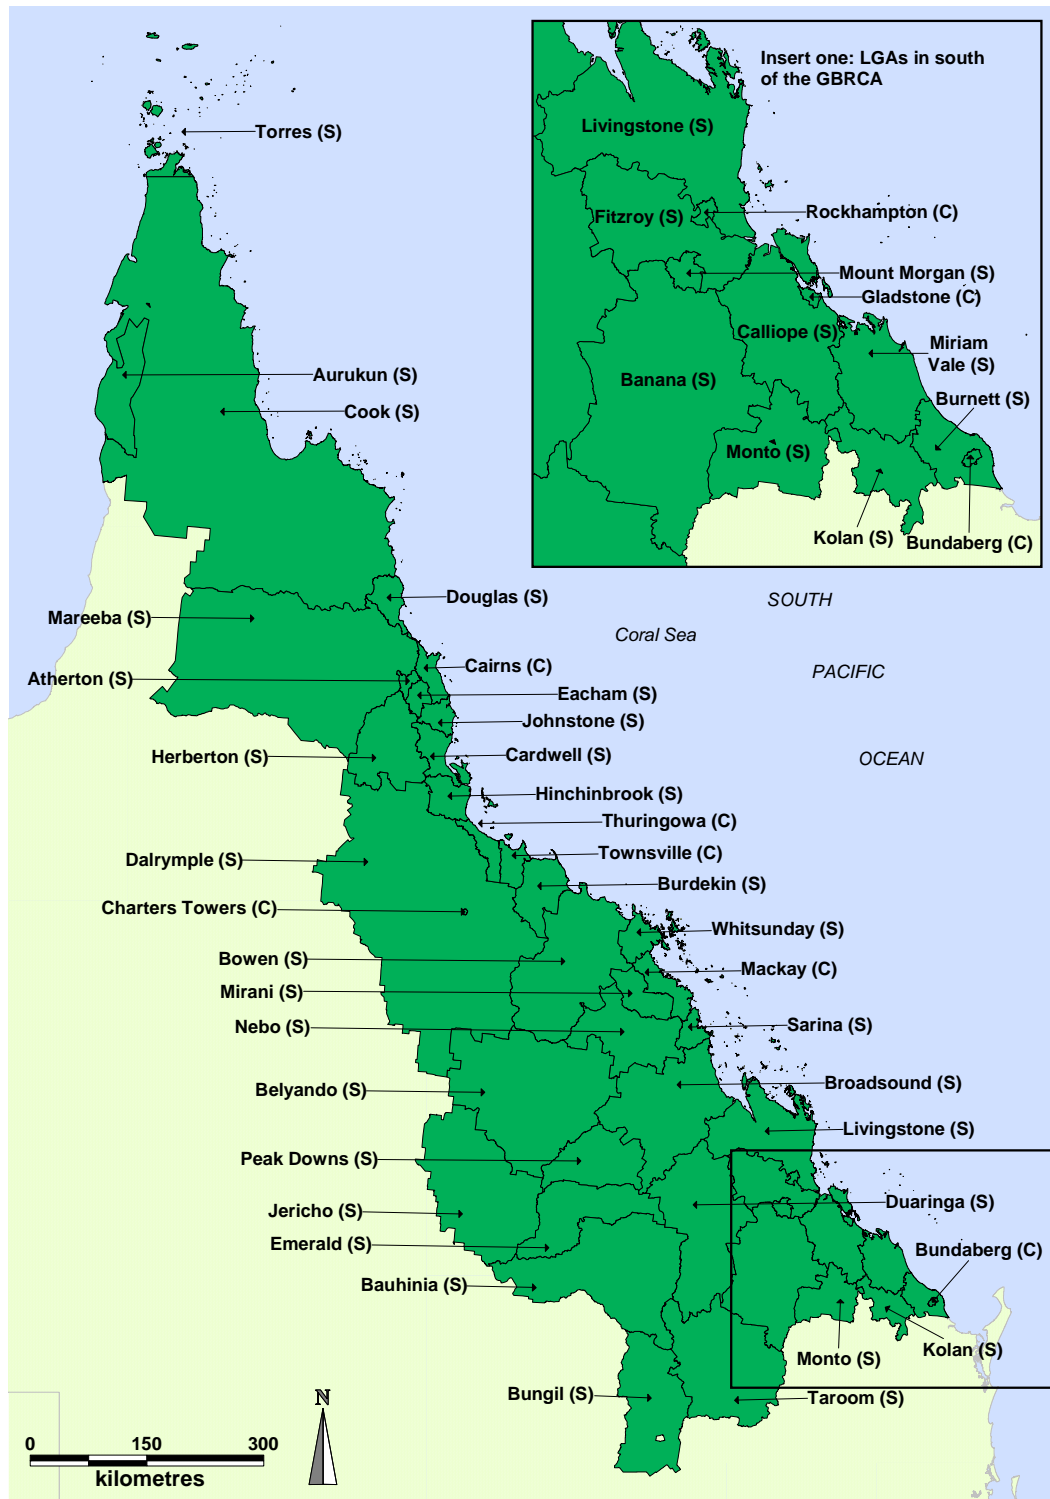 Insert one: LGAs in south
of the GBRCA
Torres (S)
Livingstone (S)
Fitzroy (S)
Rockhampton (C)
Mount Morgan (S)
Gladstone (C)
Calliope (S)
Miriam
Vale (S)
Banana (S)
Burnett (S)
Monto (S)
Kolan (S)
Bundaberg (C)
Aurukun (S)
Cook (S)
Douglas (S)
SOUTH
Mareeba (S)
Coral Sea
Cairns (C)
PACIFIC
Atherton (S)
Eacham (S)
Johnstone (S)
Herberton (S)
Cardwell (S)
OCEAN
Hinchinbrook (S)
Thuringowa (C)
Dalrymple (S)
Townsville (C)
Burdekin (S)
Charters Towers (C)
Whitsunday (S)
Bowen (S)
Mackay (C)
Mirani (S)
Nebo (S)
Sarina (S)
Belyando (S)
Broadsound (S)
Livingstone (S)
Peak Downs (S)
Duaringa (S)
Jericho (S)
Emerald (S)
Bundaberg (C)
Bauhinia (S)
Kolan (S)
Monto (S)
Bungil (S)
Taroom (S)
N
0 150 300
kilometres